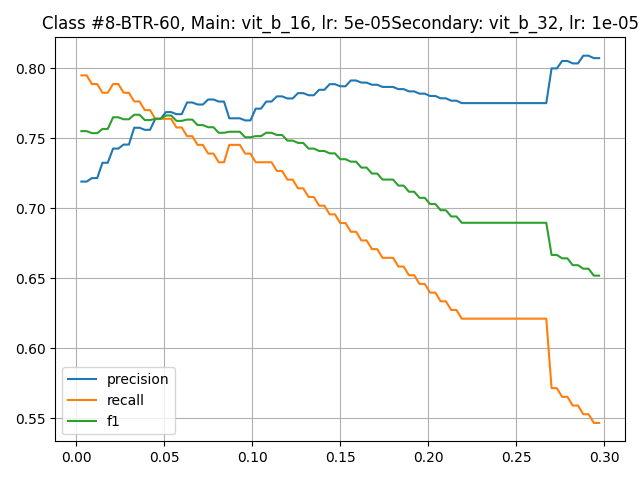 Class #8-BTR-60, Main: vit_b_16, lr: 5e-05Secondary: vit_b_32, lr: 1e-05
0.80
0.75
0.70
0.65
0.60
0.55
precision
recall
f1
0.00 0.05 0.10 0.15 0.20 0.25 0.30